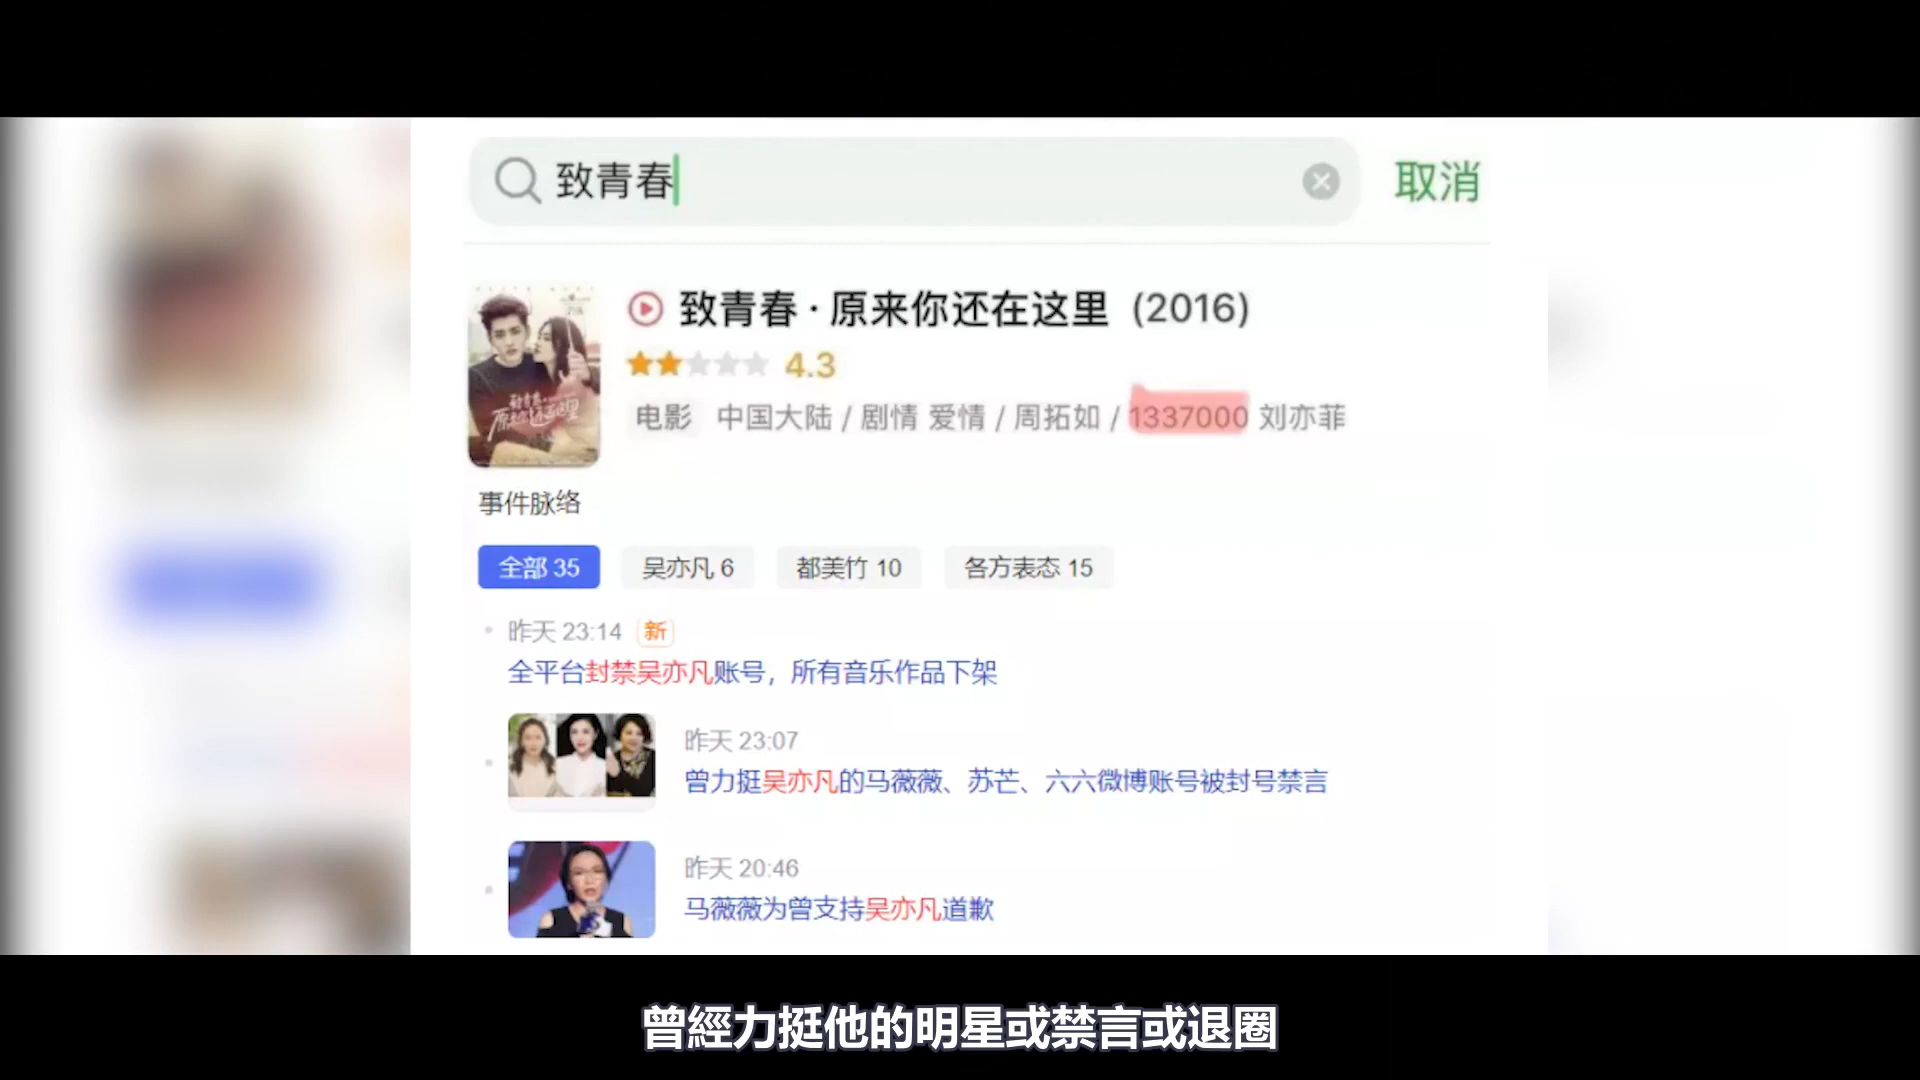 致青春
取消
致青春·原来你还在这里 (2016)
4.3
电影 中国大陆 / 剧情 爱情 / 周拓如 / 1337000 刘亦菲
事件脉络
全部 35 吴亦凡 6 都美竹 10 各方表态 15
昨天 23:14 新
全平台封禁吴亦凡账号，所有音乐作品下架
昨天 23:07
曾力挺吴亦凡的马薇薇、苏芒、六六微博账号被封号禁言
昨天 20:46
马薇薇为曾支持吴亦凡道歉
曾經力挺他的明星或禁言或退圈